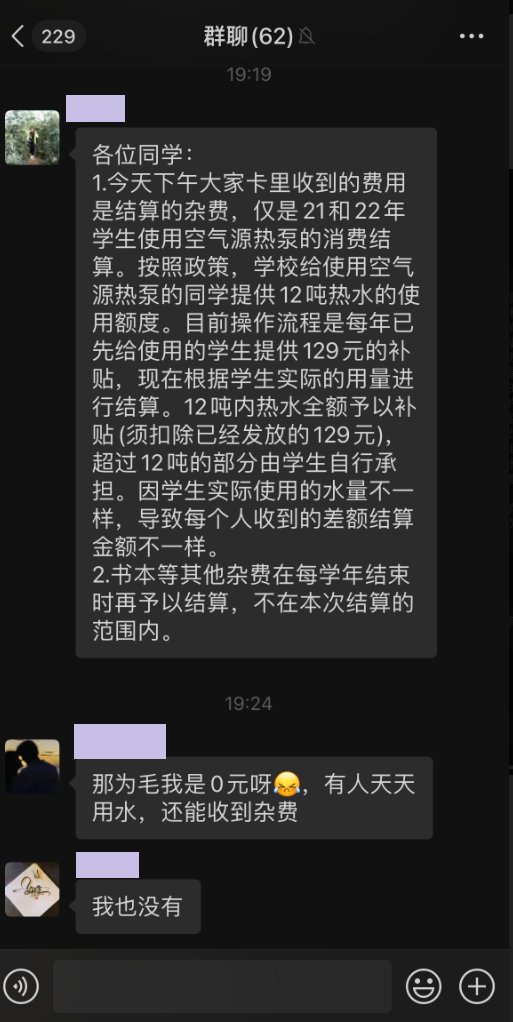 229
群聊(62)
19:19
各位同学：
1.今天下午大家卡里收到的费用
是结算的杂费，仅是21和22年
学生使用空气源热泵的消费结
算。按照政策，学校给使用空气
源热泵的同学提供12吨热水的使
用额度。目前操作流程是每年已
先给使用的学生提供129元的补
贴，现在根据学生实际的用量进
行结算。12吨内热水全额予以补
贴(须扣除已经发放的129元)，
超过12吨的部分由学生自行承
担。因学生实际使用的水量不一
样，导致每个人收到的差额结算
金额不一样。
2.书本等其他杂费在每学年结束
时再予以结算，不在本次结算的
范围内。
19:24
那为毛我是0元呀😹，有人天天
用水，还能收到杂费
我也没有